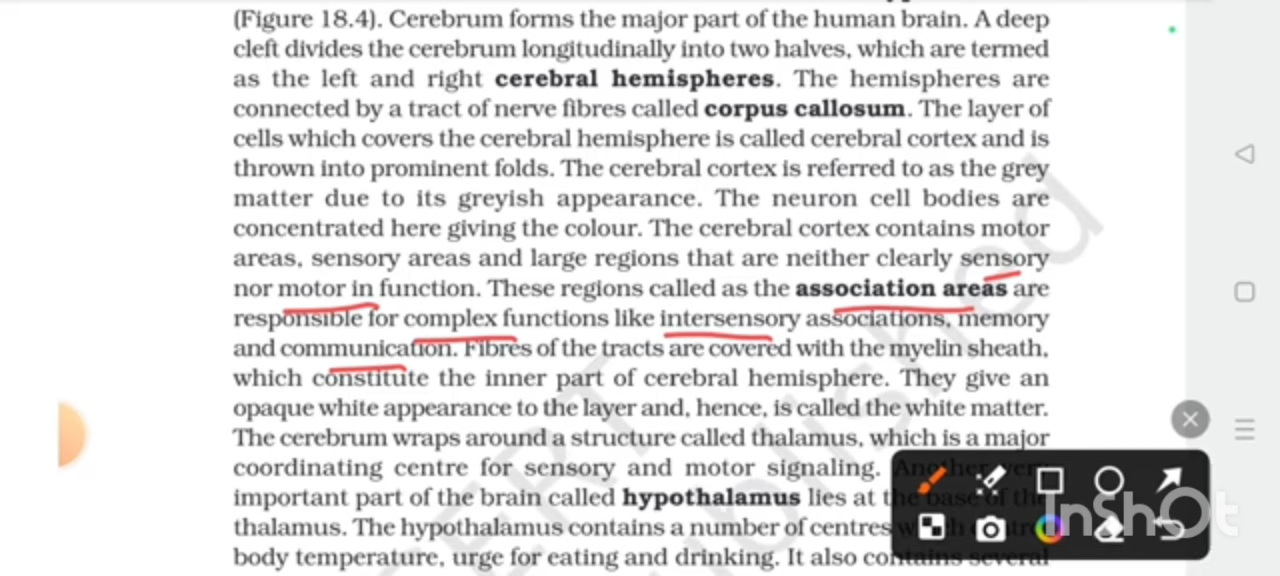 (Figure 18.4). Cerebrum forms the major part of the human brain. A deep
cleft divides the cerebrum longitudinally into two halves, which are termed
as the left and right cerebral hemispheres. The hemispheres are
connected by a tract of nerve fibres called corpus callosum. The layer of
cells which covers the cerebral hemisphere is called cerebral cortex and is
thrown into prominent folds. The cerebral cortex is referred to as the grey
matter due to its greyish appearance. The neuron cell bodies are
concentrated here giving the colour. The cerebral cortex contains motor
areas, sensory areas and large regions that are neither clearly sensory
nor motor in function. These regions called as the association areas are
responsible for complex functions like intersensory associations, memory
and communication. Fibres of the tracts are covered with the myelin sheath,
which constitute the inner part of cerebral hemisphere. They give an
opaque white appearance to the layer and, hence, is called the white matter.
The cerebrum wraps around a structure called thalamus, which is a major
coordinating centre for sensory and motor signaling. Another very
important part of the brain called hypothalamus lies at the base of the
thalamus. The hypothalamus contains a number of centres
body temperature, urge for eating and drinking. It also contains several
InShOt